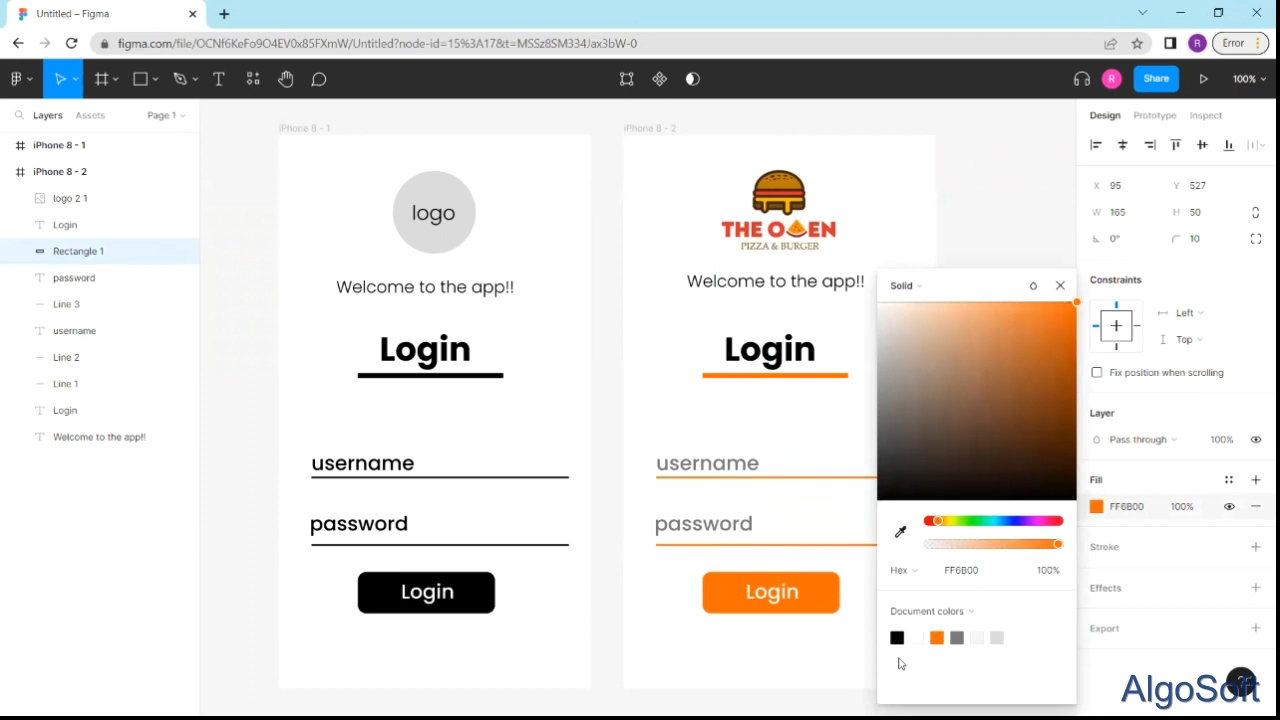 Untitled – Figma
figma.com/file/OCNf6KeFo9O4EV0x85FXmW/Untitled?node-id=15%3A17&t=MSSz8SM334Jax3bW-0
R
Error
R
Share
100%
Layers
Assets
Page 1
iPhone 8 - 1
iPhone 8 - 2
logo 2 1
Login
Rectangle 1
password
Line 3
username
Line 2
Line 1
Login
Welcome to the app!!
iPhone 8 - 1
logo
Welcome to the app!!
Login
username
password
Login
iPhone 8 - 2
THE OVEN
PIZZA & BURGER
Welcome to the app!!
Login
username
password
Login
Solid
Hex
FF6B00
100%
Document colors
Design
Prototype
Inspect
X 95
Y 527
W 165
H 50
0°
10
Constraints
Left
Top
Fix position when scrolling
Layer
Pass through
100%
Fill
FF6B00
100%
Stroke
Effects
Export
AlgoSoft